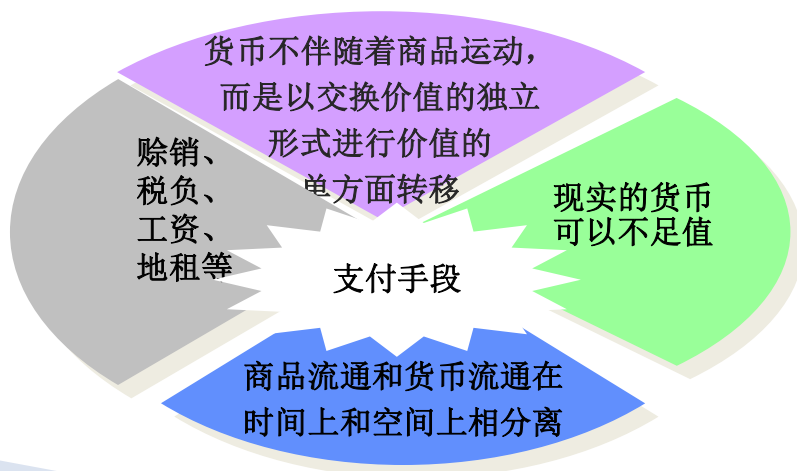 货币不伴随着商品运动，
而是以交换价值的独立
形式进行价值的
单方面转移
赊销、
税负、
工资、
地租等
现实的货币
可以不足值
支付手段
商品流通和货币流通在
时间上和空间上相分离